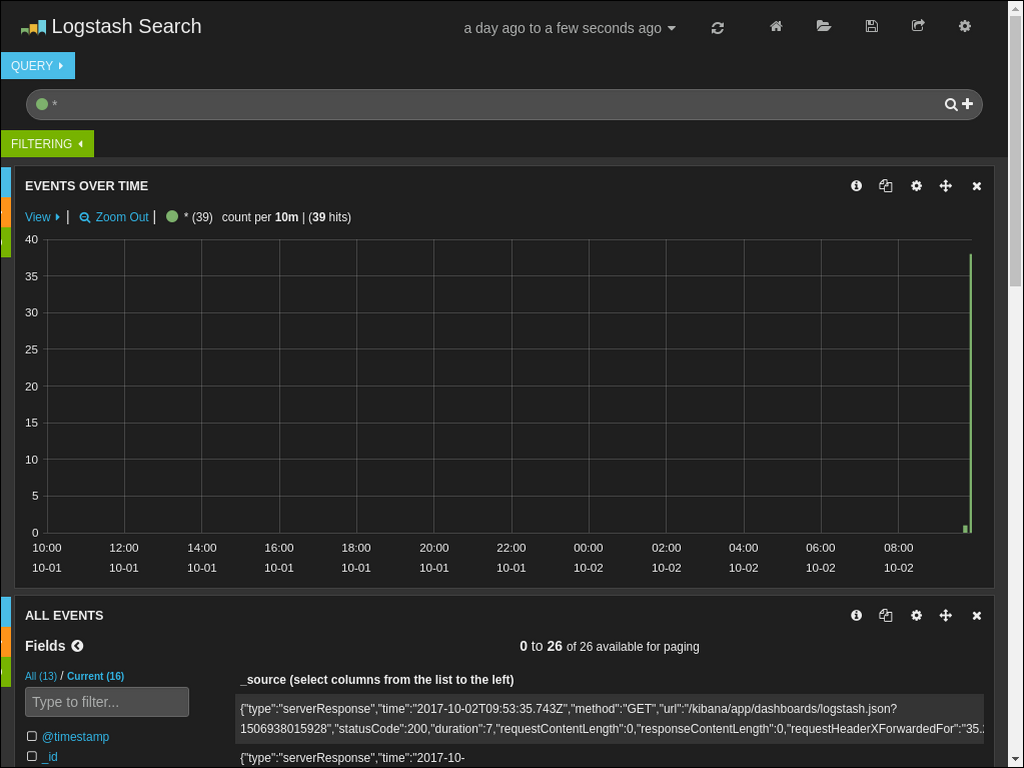 Logstash Search
a day ago to a few seconds ago
QUERY
*
FILTERING
EVENTS OVER TIME
View | Zoom Out | * (39) count per 10m | (39 hits)
40
35
30
25
20
15
10
5
0
10:00 12:00 14:00 16:00 18:00 20:00 22:00 00:00 02:00 04:00 06:00 08:00
10-01 10-01 10-01 10-01 10-01 10-01 10-01 10-02 10-02 10-02 10-02 10-02
ALL EVENTS
Fields
0 to 26 of 26 available for paging
All (13) / Current (16)
_source (select columns from the list to the left)
Type to filter...
{"type":"serverResponse","time":"2017-10-02T09:53:35.743Z","method":"GET","url":"/kibana/app/dashboards/logstash.json?
1506938015928","statusCode":200,"duration":7,"requestContentLength":0,"responseContentLength":0,"requestHeaderXForwardedFor":"35.
@timestamp
_id
{"type":"serverResponse","time":"2017-10-